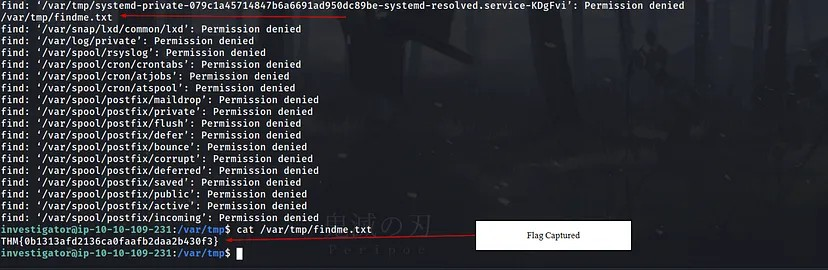 find: ‘/var/tmp/systemd-private-079c1a45714847b6a6691ad950dc89be-systemd-resolved.service-KDgFvi’: Permission denied
/var/tmp/findme.txt
find: ‘/var/snap/lxd/common/lxd’: Permission denied
find: ‘/var/log/private’: Permission denied
find: ‘/var/spool/rsyslog’: Permission denied
find: ‘/var/spool/cron/crontabs’: Permission denied
find: ‘/var/spool/cron/atjobs’: Permission denied
find: ‘/var/spool/cron/atspool’: Permission denied
find: ‘/var/spool/postfix/maildrop’: Permission denied
find: ‘/var/spool/postfix/private’: Permission denied
find: ‘/var/spool/postfix/flush’: Permission denied
find: ‘/var/spool/postfix/defer’: Permission denied
find: ‘/var/spool/postfix/bounce’: Permission denied
find: ‘/var/spool/postfix/corrupt’: Permission denied
find: ‘/var/spool/postfix/deferred’: Permission denied
find: ‘/var/spool/postfix/saved’: Permission denied
find: ‘/var/spool/postfix/public’: Permission denied
find: ‘/var/spool/postfix/active’: Permission denied
find: ‘/var/spool/postfix/incoming’: Permission denied
鬼滅の刃
investigator@ip-10-10-109-231:/var/tmp$ cat /var/tmp/findme.txt
Flag Captured
THM{0b1313afd2136ca0faafb2daa2b430f3}
investigator@ip-10-10-109-231:/var/tmp$